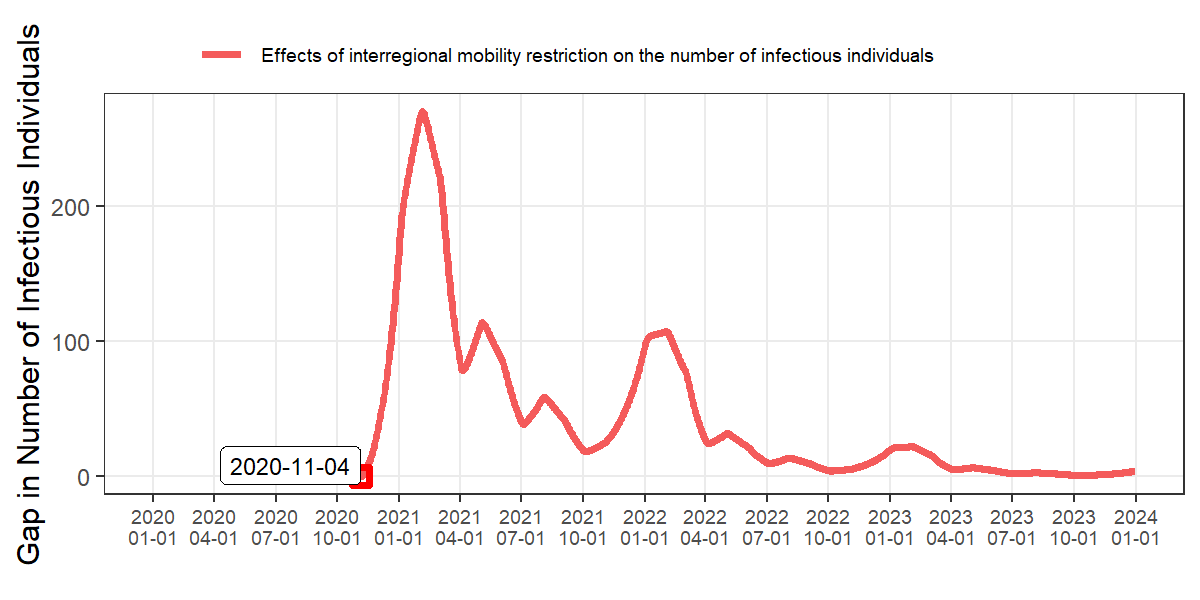 Effects of interregional mobility restriction on the number of infectious individuals
Gap in Number of Infectious Individuals
200
100
0
2020-11-04
2020 2020 2020 2020 2021 2021 2021 2021 2022 2022 2022 2022 2023 2023 2023 2023 2024
01-01 04-01 07-01 10-01 01-01 04-01 07-01 10-01 01-01 04-01 07-01 10-01 01-01 04-01 07-01 10-01 01-01